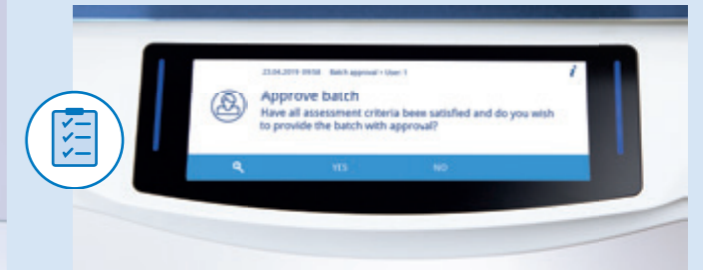 23.04.2019 09:58 Batch approval > User: 1 i
Approve batch
Have all assessment criteria been satisfied and do you wish
to provide the batch with approval?
YES NO